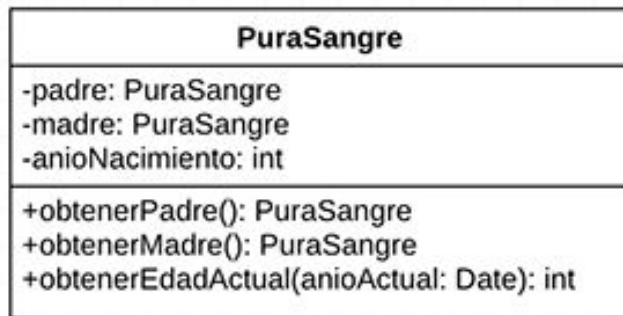 PuraSangre
-padre: PuraSangre
-madre: PuraSangre
-anioNacimiento: int
+obtenerPadre(): PuraSangre
+obtenerMadre(): PuraSangre
+obtenerEdadActual(anioActual: Date): int